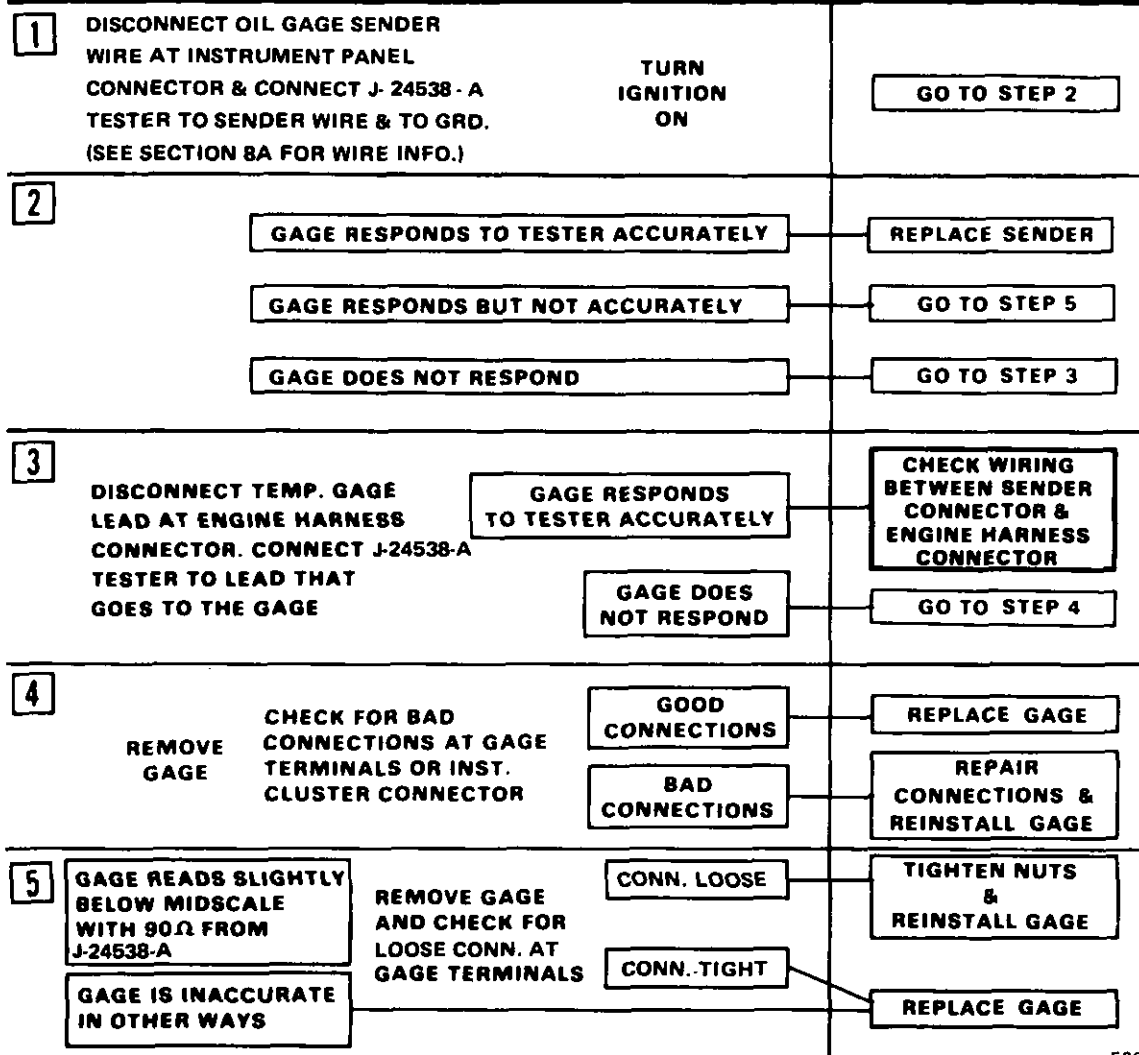 1
DISCONNECT OIL GAGE SENDER
WIRE AT INSTRUMENT PANEL
CONNECTOR & CONNECT J- 24538 - A
TESTER TO SENDER WIRE & TO GRD.
(SEE SECTION 8A FOR WIRE INFO.)
TURN
IGNITION
ON
GO TO STEP 2
2
GAGE RESPONDS TO TESTER ACCURATELY
REPLACE SENDER
GAGE RESPONDS BUT NOT ACCURATELY
GO TO STEP 5
GAGE DOES NOT RESPOND
GO TO STEP 3
3
DISCONNECT TEMP. GAGE
LEAD AT ENGINE HARNESS
CONNECTOR. CONNECT J-24538-A
TESTER TO LEAD THAT
GOES TO THE GAGE
GAGE RESPONDS
TO TESTER ACCURATELY
CHECK WIRING
BETWEEN SENDER
CONNECTOR &
ENGINE HARNESS
CONNECTOR
GAGE DOES
NOT RESPOND
GO TO STEP 4
4
REMOVE
GAGE
CHECK FOR BAD
CONNECTIONS AT GAGE
TERMINALS OR INST.
CLUSTER CONNECTOR
GOOD
CONNECTIONS
REPLACE GAGE
BAD
CONNECTIONS
REPAIR
CONNECTIONS &
REINSTALL GAGE
5
GAGE READS SLIGHTLY
BELOW MIDSCALE
WITH 90Ω FROM
J-24538-A
REMOVE GAGE
AND CHECK FOR
LOOSE CONN. AT
GAGE TERMINALS
CONN. LOOSE
TIGHTEN NUTS
&
REINSTALL GAGE
CONN.-TIGHT
GAGE IS INACCURATE
IN OTHER WAYS
REPLACE GAGE